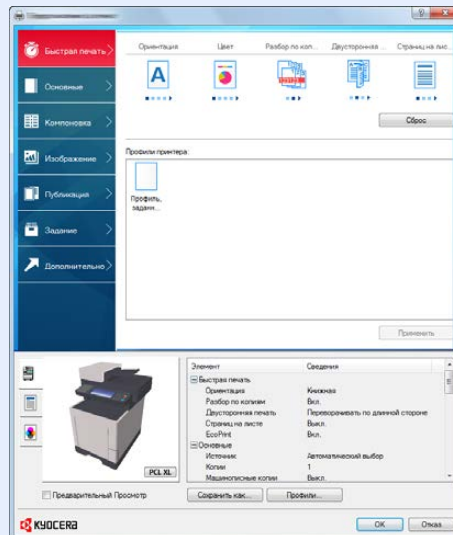 Быстрая печать
Основные
Компоновка
Изображение
Публикация
Задание
Дополнительно
Ориентация Цвет Разбор по коп... Двусторонняя ... Страниц на лис...
A
Сброс
Профили принтера:
Профиль,
заданн...
Применить
PCL XL
Предварительный Просмотр
Элемент Сведения
Быстрая печать
Ориентация Книжная
Разбор по копиям Вкл.
Двусторонняя печать Переворачивать по длинной стороне
Страниц на листе Выкл.
EcoPrint Вкл.
Основные
Источник Автоматический выбор
Копии 1
Машинописные копии Выкл.
Сохранить как... Профили...
KYOCERA
OK Отказ